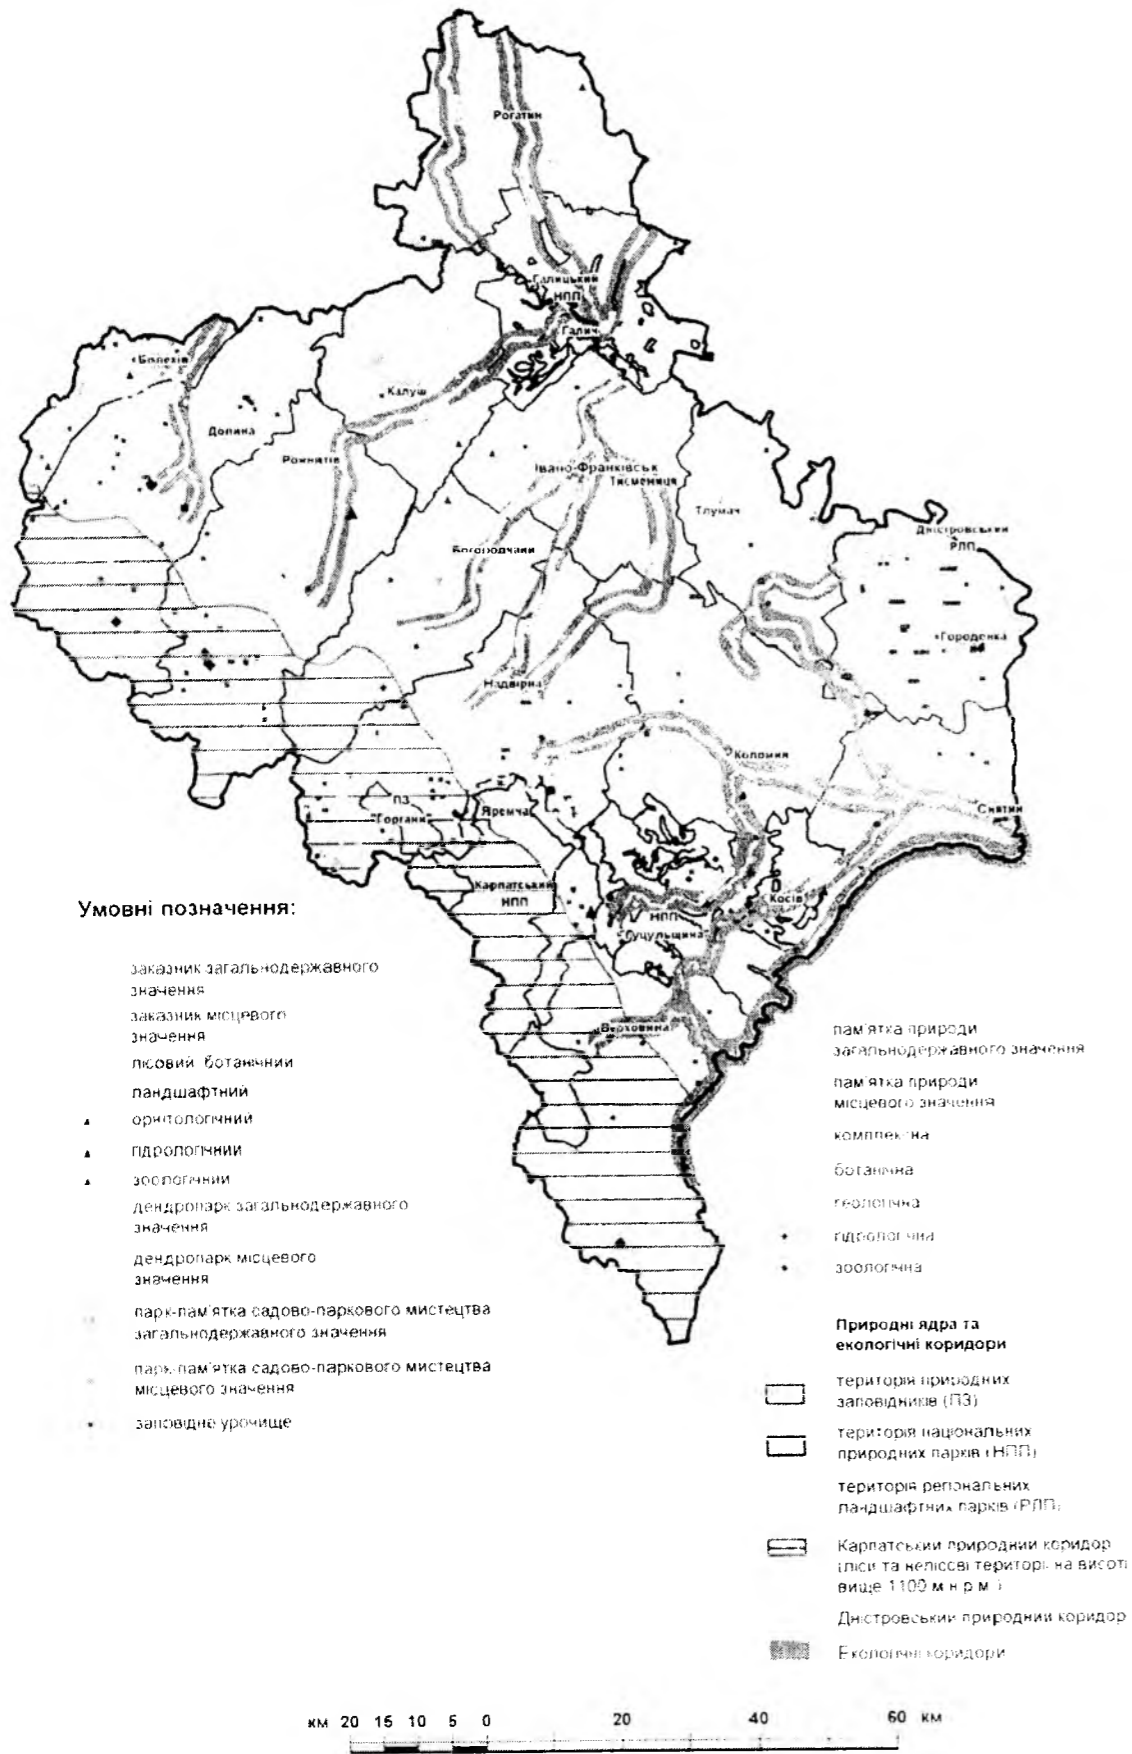 Рогатин
Галицький
НПП
Галич
Болехів
Калуш
Долина
Рожнятів
Івано-Франківськ
Тисмениця
Тлумач
Богородчани
Дністровський
РЛП
Городенка
Надвірна
Коломия
Снятин
ПЗ
"Горгани"
Яремча
Карпатський
НПП
НПП
"Гуцульщина"
Косів
Верховина
Умовні позначення:
заказник загальнодержавного
значення
заказник місцевого
значення
лісовий ботанічний
ландшафтний
орнітологічний
гідрологічний
зоологічний
дендропарк загальнодержавного
значення
дендропарк місцевого
значення
парк-пам'ятка садово-паркового мистецтва
загальнодержавного значення
парк-пам'ятка садово-паркового мистецтва
місцевого значення
заповідне урочище
пам'ятка природи
загальнодержавного значення
пам'ятка природи
місцевого значення
комплексна
ботанічна
геологічна
гідрологічна
зоологічна
Природні ядра та
екологічні коридори
територія природних
заповідників (ПЗ)
територія національних
природних парків (НПП)
територія регіональних
ландшафтних парків (РЛП)
Карпатський природний коридор
(ліси та нелісові території на висоті
вище 1100 м н.р.м.)
Дністровський природний коридор
Екологічні коридори
км 20 15 10 5 0 20 40 60 км